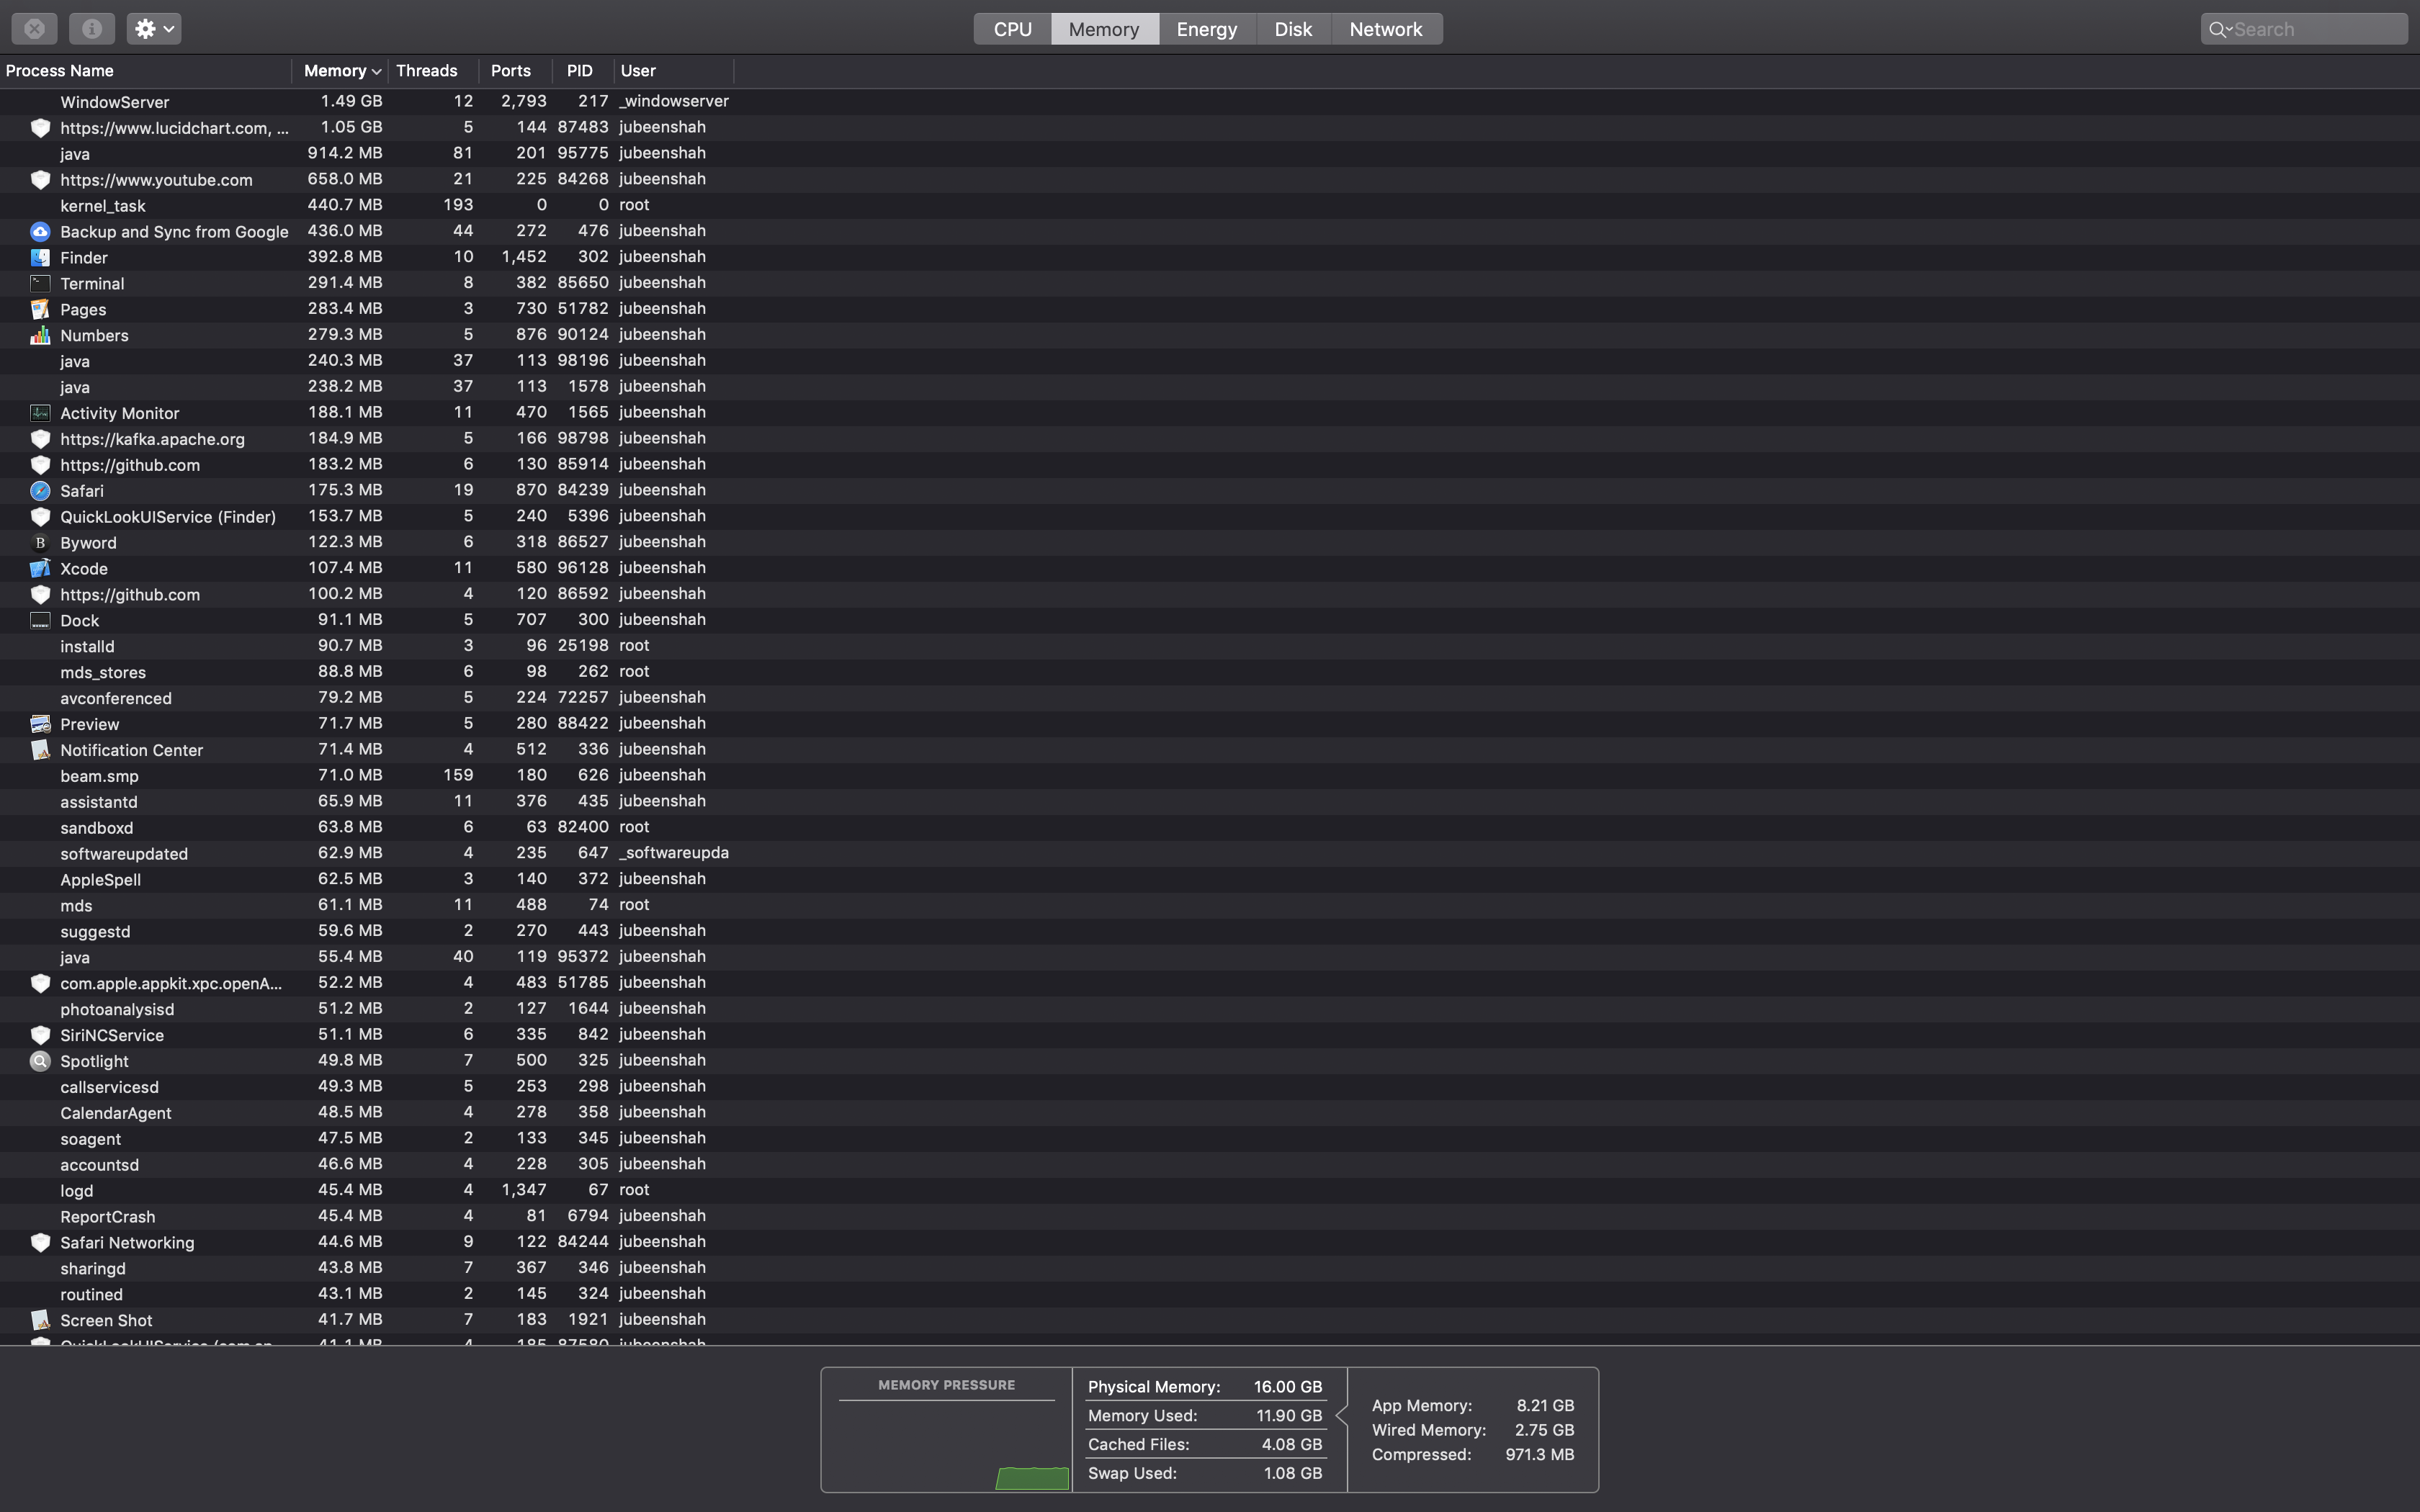 CPU Memory Energy Disk Network Search
Process Name Memory Threads Ports PID User
WindowServer 1.49 GB 12 2,793 217 _windowserver
https://www.lucidchart.com, ... 1.05 GB 5 144 87483 jubeenshah
java 914.2 MB 81 201 95775 jubeenshah
https://www.youtube.com 658.0 MB 21 225 84268 jubeenshah
kernel_task 440.7 MB 193 0 0 root
Backup and Sync from Google 436.0 MB 44 272 476 jubeenshah
Finder 392.8 MB 10 1,452 302 jubeenshah
Terminal 291.4 MB 8 382 85650 jubeenshah
Pages 283.4 MB 3 730 51782 jubeenshah
Numbers 279.3 MB 5 876 90124 jubeenshah
java 240.3 MB 37 113 98196 jubeenshah
java 238.2 MB 37 113 1578 jubeenshah
Activity Monitor 188.1 MB 11 470 1565 jubeenshah
https://kafka.apache.org 184.9 MB 5 166 98798 jubeenshah
https://github.com 183.2 MB 6 130 85914 jubeenshah
Safari 175.3 MB 19 870 84239 jubeenshah
QuickLookUIService (Finder) 153.7 MB 5 240 5396 jubeenshah
B Byword 122.3 MB 6 318 86527 jubeenshah
Xcode 107.4 MB 11 580 96128 jubeenshah
https://github.com 100.2 MB 4 120 86592 jubeenshah
Dock 91.1 MB 5 707 300 jubeenshah
installd 90.7 MB 3 96 25198 root
mds_stores 88.8 MB 6 98 262 root
avconferenced 79.2 MB 5 224 72257 jubeenshah
Preview 71.7 MB 5 280 88422 jubeenshah
Notification Center 71.4 MB 4 512 336 jubeenshah
beam.smp 71.0 MB 159 180 626 jubeenshah
assistantd 65.9 MB 11 376 435 jubeenshah
sandboxd 63.8 MB 6 63 82400 root
softwareupdated 62.9 MB 4 235 647 _softwareupda
AppleSpell 62.5 MB 3 140 372 jubeenshah
mds 61.1 MB 11 488 74 root
suggestd 59.6 MB 2 270 443 jubeenshah
java 55.4 MB 40 119 95372 jubeenshah
com.apple.appkit.xpc.openA... 52.2 MB 4 483 51785 jubeenshah
photoanalysisd 51.2 MB 2 127 1644 jubeenshah
SiriNCService 51.1 MB 6 335 842 jubeenshah
Spotlight 49.8 MB 7 500 325 jubeenshah
callservicesd 49.3 MB 5 253 298 jubeenshah
CalendarAgent 48.5 MB 4 278 358 jubeenshah
soagent 47.5 MB 2 133 345 jubeenshah
accountsd 46.6 MB 4 228 305 jubeenshah
logd 45.4 MB 4 1,347 67 root
ReportCrash 45.4 MB 4 81 6794 jubeenshah
Safari Networking 44.6 MB 9 122 84244 jubeenshah
sharingd 43.8 MB 7 367 346 jubeenshah
routined 43.1 MB 2 145 324 jubeenshah
Screen Shot 41.7 MB 7 183 1921 jubeenshah
QuickLookUIService (com.ap... 41.1 MB 4 185 87580 jubeenshah
MEMORY PRESSURE
Physical Memory: 16.00 GB
Memory Used: 11.90 GB
Cached Files: 4.08 GB
Swap Used: 1.08 GB
App Memory: 8.21 GB
Wired Memory: 2.75 GB
Compressed: 971.3 MB